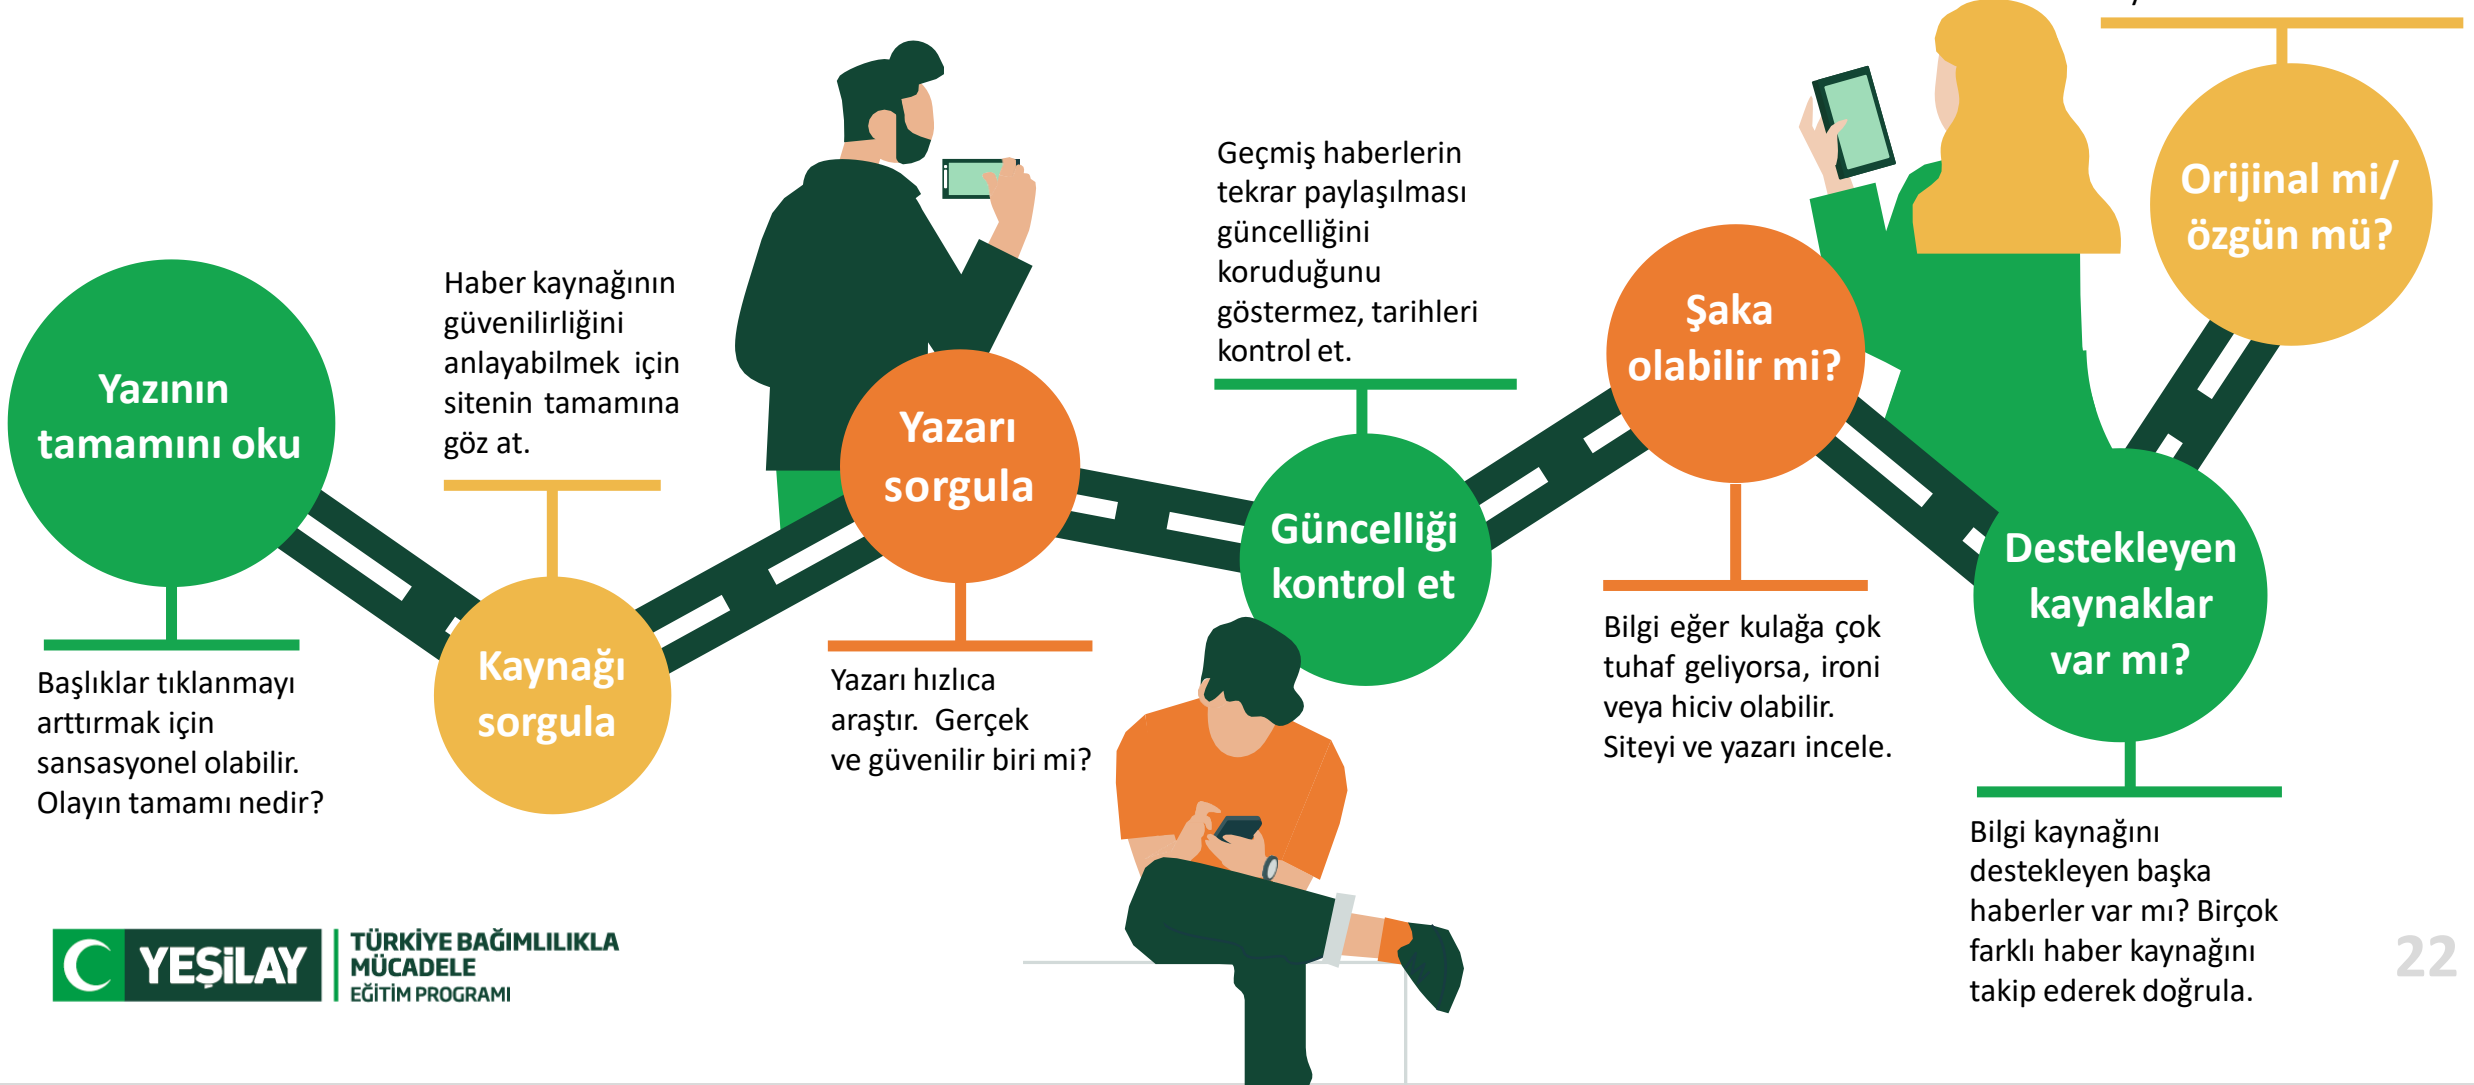 Yazının
tamamını oku
Başlıklar tıklanmayı
arttırmak için
sansasyonel olabilir.
Olayın tamamı nedir?
Haber kaynağının
güvenilirliğini
anlayabilmek için
sitenin tamamına
göz at.
Kaynağı
sorgula
Yazarı
sorgula
Yazarı hızlıca
araştır. Gerçek
ve güvenilir biri mi?
Geçmiş haberlerin
tekrar paylaşılması
güncelliğini
koruduğunu
göstermez, tarihleri
kontrol et.
Güncelliği
kontrol et
Şaka
olabilir mi?
Bilgi eğer kulağa çok
tuhaf geliyorsa, ironi
veya hiciv olabilir.
Siteyi ve yazarı incele.
Destekleyen
kaynaklar
var mı?
Bilgi kaynağını
destekleyen başka
haberler var mı? Birçok
farklı haber kaynağını
takip ederek doğrula.
Orijinal mi/
özgün mü?
YEŞİLAY
TÜRKİYE BAĞIMLILIKLA
MÜCADELE
EĞİTİM PROGRAMI
22